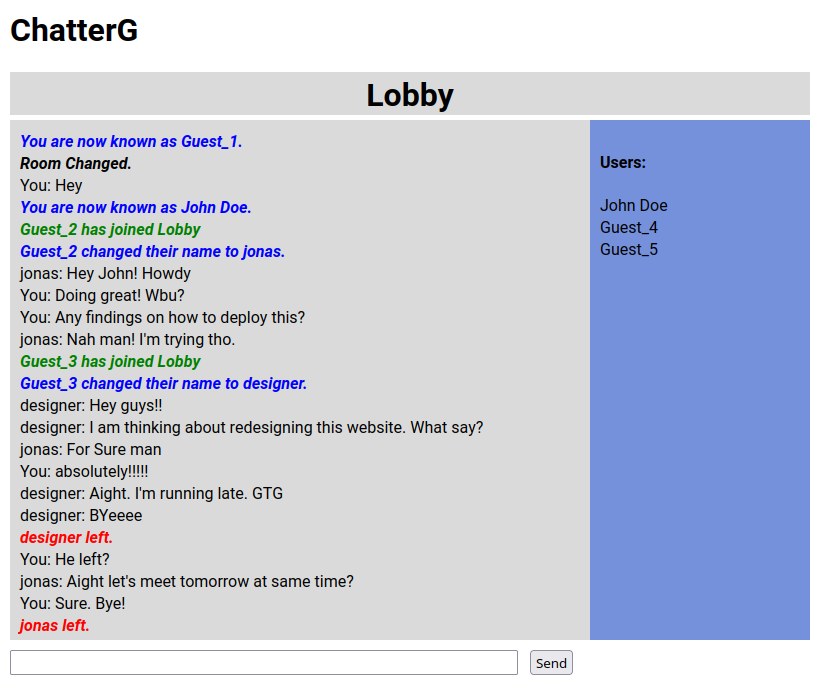 ChatterG
Lobby
You are now known as Guest_1.
Room Changed.
You: Hey
You are now known as John Doe.
Guest_2 has joined Lobby
Guest_2 changed their name to jonas.
jonas: Hey John! Howdy
You: Doing great! Wbu?
You: Any findings on how to deploy this?
jonas: Nah man! I'm trying tho.
Guest_3 has joined Lobby
Guest_3 changed their name to designer.
designer: Hey guys!!
designer: I am thinking about redesigning this website. What say?
jonas: For Sure man
You: absolutely!!!!!
designer: Aight. I'm running late. GTG
designer: BYeeee
designer left.
You: He left?
jonas: Aight let's meet tomorrow at same time?
You: Sure. Bye!
jonas left.
Users:
John Doe
Guest_4
Guest_5
Send